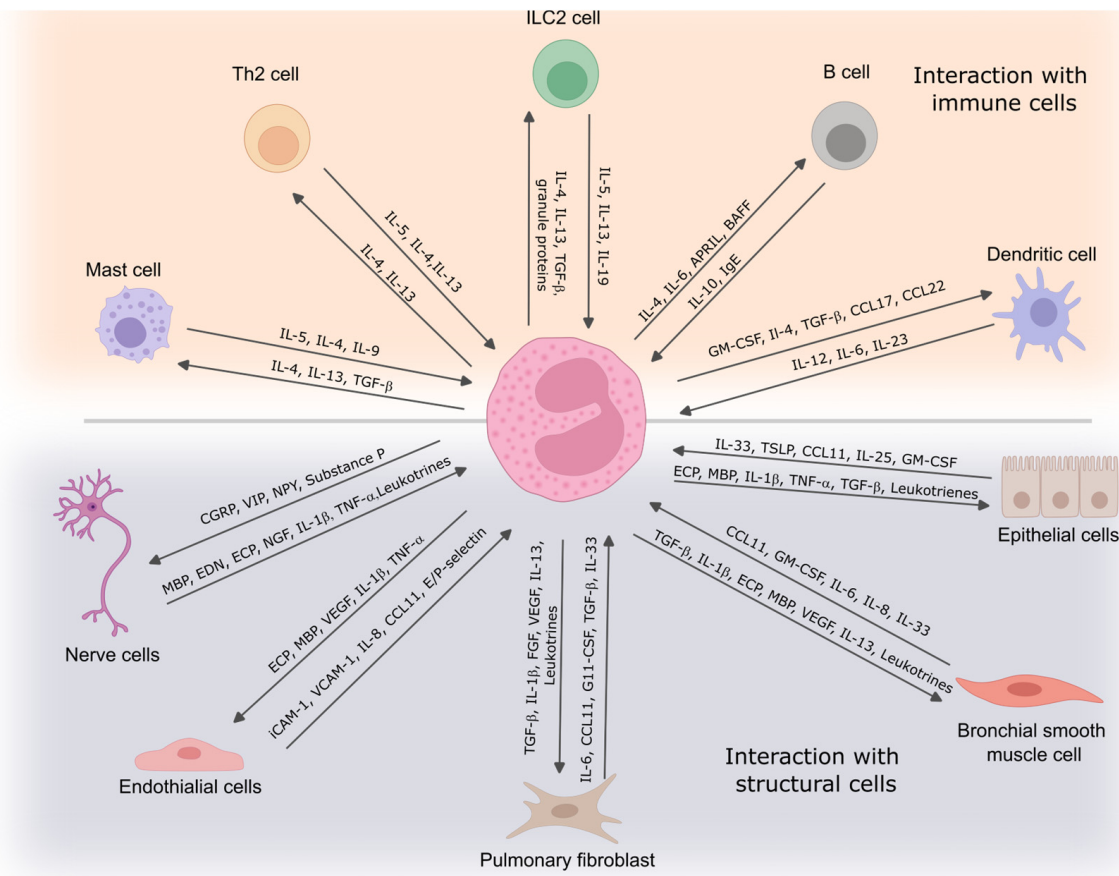 ILC2 cell
Th2 cell
B cell
Interaction with
immune cells
Mast cell
Dendritic cell
IL-5, IL-4,IL-13
IL-4, IL-13
IL-4, IL-13, TGF-β,
granule proteins
IL-5, IL-13, IL-19
IL-4, IL-6, APRIL, BAFF
IL-10, IgE
GM-CSF, Il-4, TGF-β, CCL17, CCL22
IL-12, IL-6, IL-23
IL-5, IL-4, IL-9
IL-4, IL-13, TGF-β
IL-33, TSLP, CCL11, IL-25, GM-CSF
ECP, MBP, IL-1β, TNF-α, TGF-β, Leukotrienes
Epithelial cells
CGRP, VIP, NPY, Substance P
MBP, EDN, ECP, NGF, IL-1β, TNF-α,Leukotrines
Nerve cells
ECP, MBP, VEGF, IL-1β, TNF-α
iCAM-1, VCAM-1, IL-8, CCL11, E/P-selectin
Endothialial cells
TGF-β, IL-1β, FGF, VEGF, IL-13,
Leukotrines
IL-6, CCL11, G11-CSF, TGF-β, IL-33
Pulmonary fibroblast
CCL11, GM-CSF, IL-6, IL-8, IL-33
TGF-β, IL-1β, ECP, MBP, VEGF, IL-13, Leukotrines
Bronchial smooth
muscle cell
Interaction with
structural cells